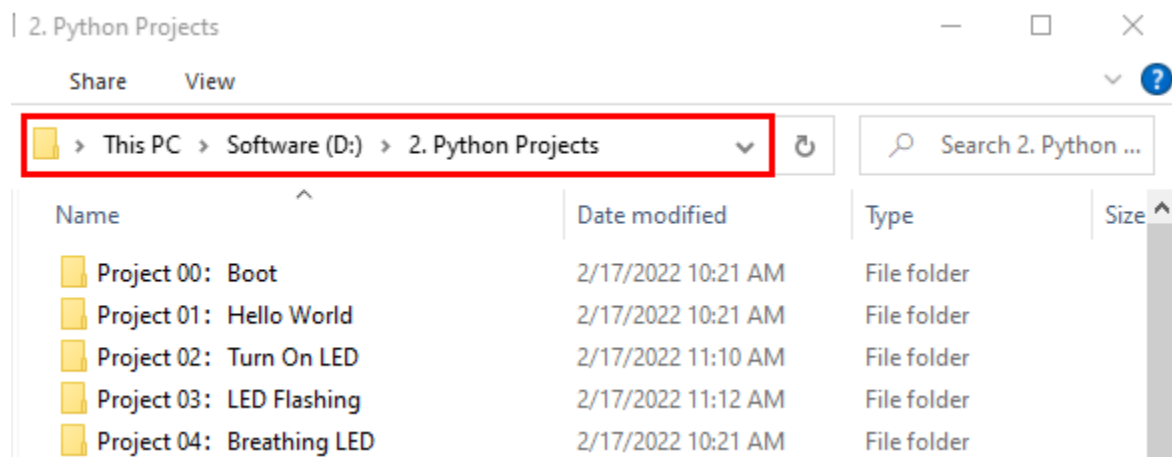 2. Python Projects
Share View
This PC > Software (D:) > 2. Python Projects Search 2. Python ...
Name Date modified Type Size
Project 00：Boot 2/17/2022 10:21 AM File folder
Project 01：Hello World 2/17/2022 10:21 AM File folder
Project 02：Turn On LED 2/17/2022 11:10 AM File folder
Project 03：LED Flashing 2/17/2022 11:12 AM File folder
Project 04：Breathing LED 2/17/2022 10:21 AM File folder